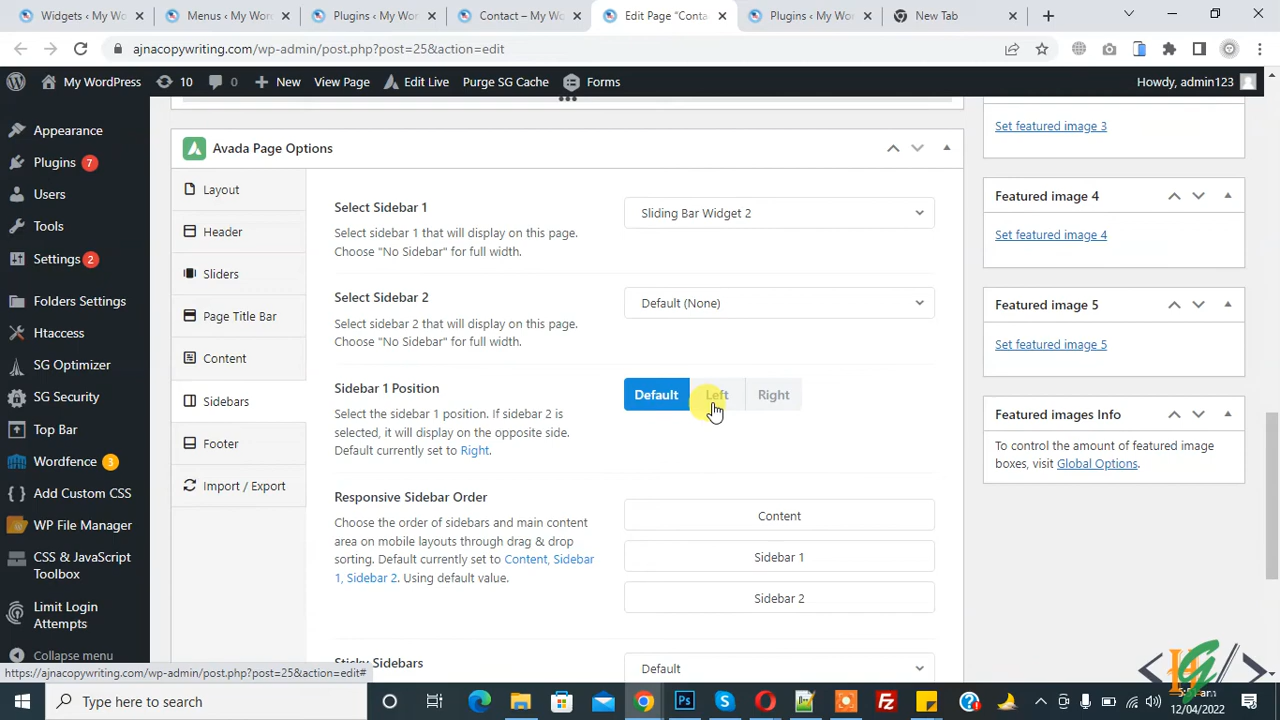 Widgets ‹ My Wo
Menus ‹ My Wor
Plugins ‹ My Wor
Contact – My Wo
Edit Page "Conta
Plugins ‹ My Wo
New Tab
ajnacopywriting.com/wp-admin/post.php?post=25&action=edit
My WordPress
10
0
New
View Page
Edit Live
Purge SG Cache
Forms
Howdy, admin123
Appearance
Plugins 7
Users
Tools
Settings 2
Folders Settings
Htaccess
SG Optimizer
SG Security
Top Bar
Wordfence 3
Add Custom CSS
WP File Manager
CSS & JavaScript
Toolbox
Limit Login
Attempts
Collapse menu
Avada Page Options
Layout
Header
Sliders
Page Title Bar
Content
Sidebars
Footer
Import / Export
Select Sidebar 1
Select sidebar 1 that will display on this page.
Choose "No Sidebar" for full width.
Sliding Bar Widget 2
Select Sidebar 2
Select sidebar 2 that will display on this page.
Choose "No Sidebar" for full width.
Default (None)
Sidebar 1 Position
Select the sidebar 1 position. If sidebar 2 is
selected, it will display on the opposite side.
Default currently set to Right.
Default
Left
Right
Responsive Sidebar Order
Choose the order of sidebars and main content
area on mobile layouts through drag & drop
sorting. Default currently set to Content, Sidebar
1, Sidebar 2. Using default value.
Content
Sidebar 1
Sidebar 2
Sticky Sidebars
Default
Set featured image 3
Featured image 4
Set featured image 4
Featured image 5
Set featured image 5
Featured images Info
To control the amount of featured image
boxes, visit Global Options.
https://ajnacopywriting.com/wp-admin/post.php?post=25&action=edit#
Type here to search
12/04/2022